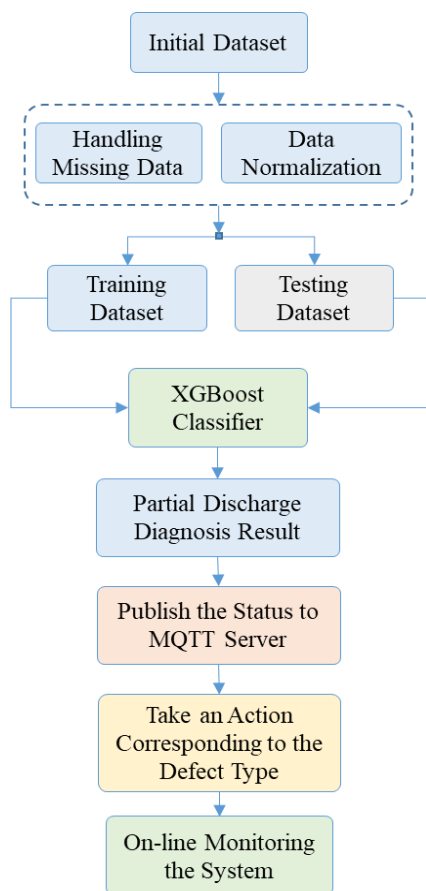 Initial Dataset
Handling
Missing Data
Data
Normalization
Training
Dataset
Testing
Dataset
XGBoost
Classifier
Partial Discharge
Diagnosis Result
Publish the Status to
MQTT Server
Take an Action
Corresponding to the
Defect Type
On-line Monitoring
the System